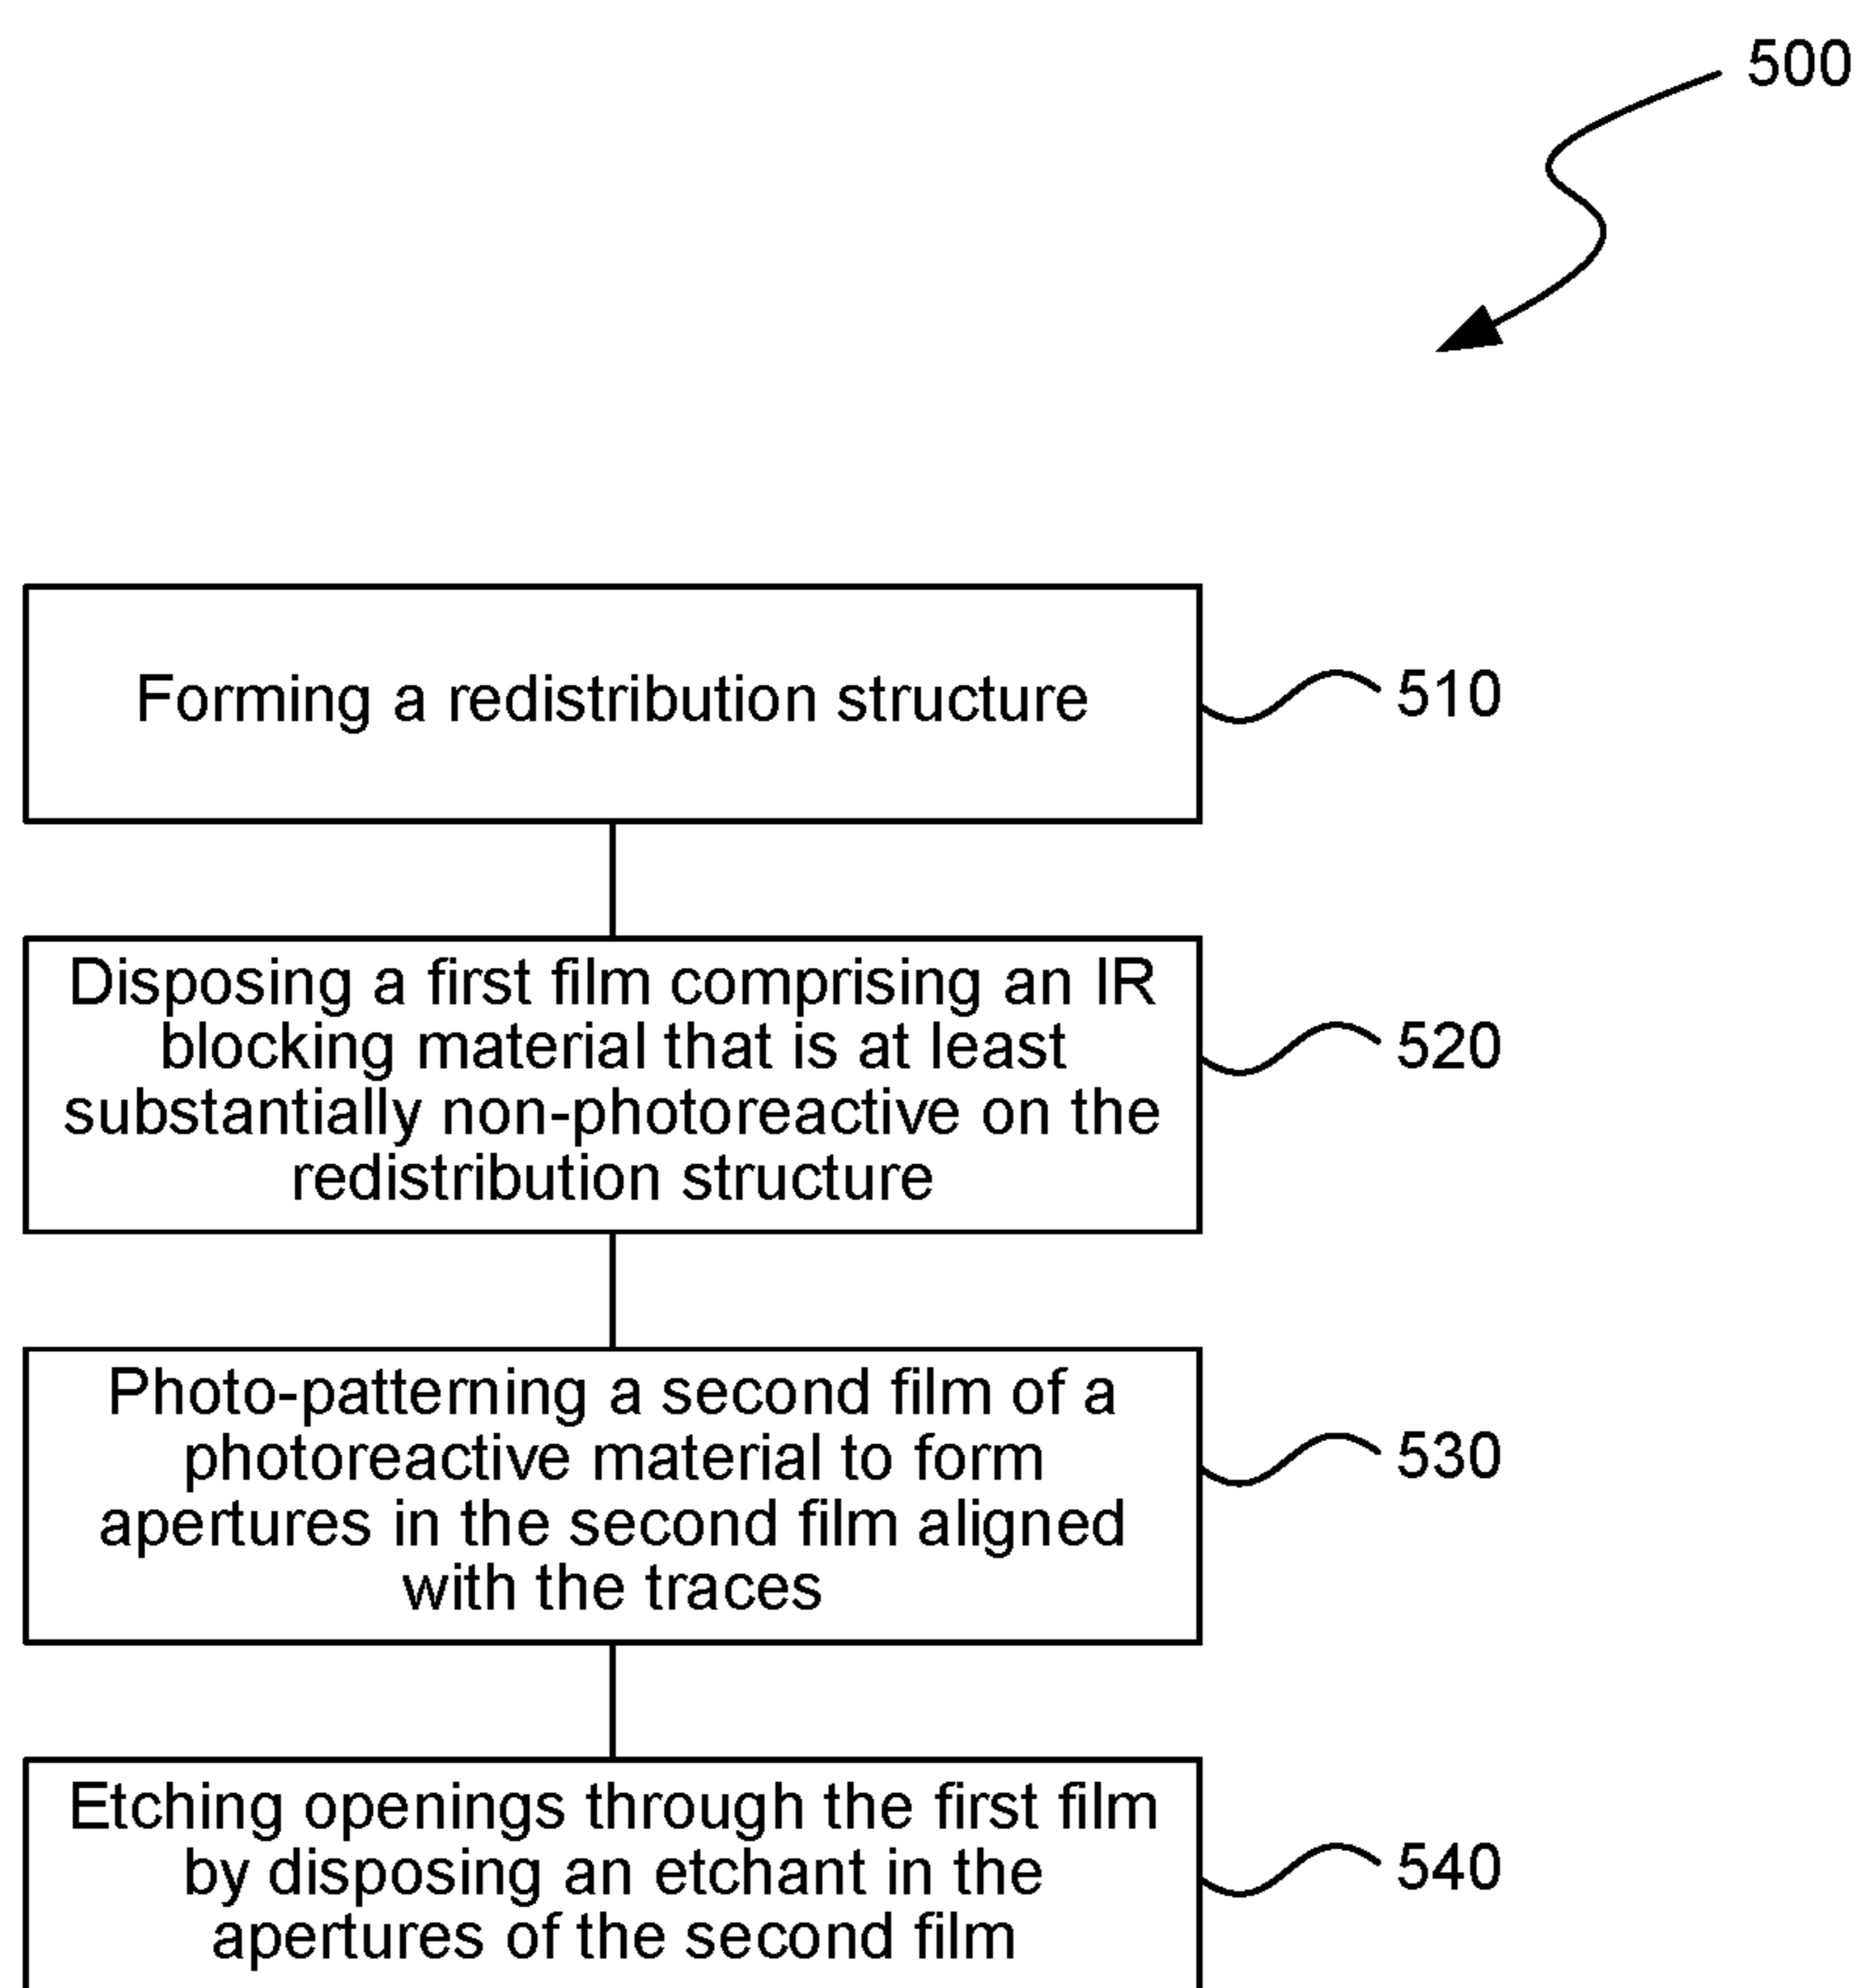 500
Forming a redistribution structure
510
Disposing a first film comprising an IR
blocking material that is at least
substantially non-photoreactive on the
redistribution structure
520
Photo-patterning a second film of a
photoreactive material to form
apertures in the second film aligned
with the traces
530
Etching openings through the first film
by disposing an etchant in the
apertures of the second film
540